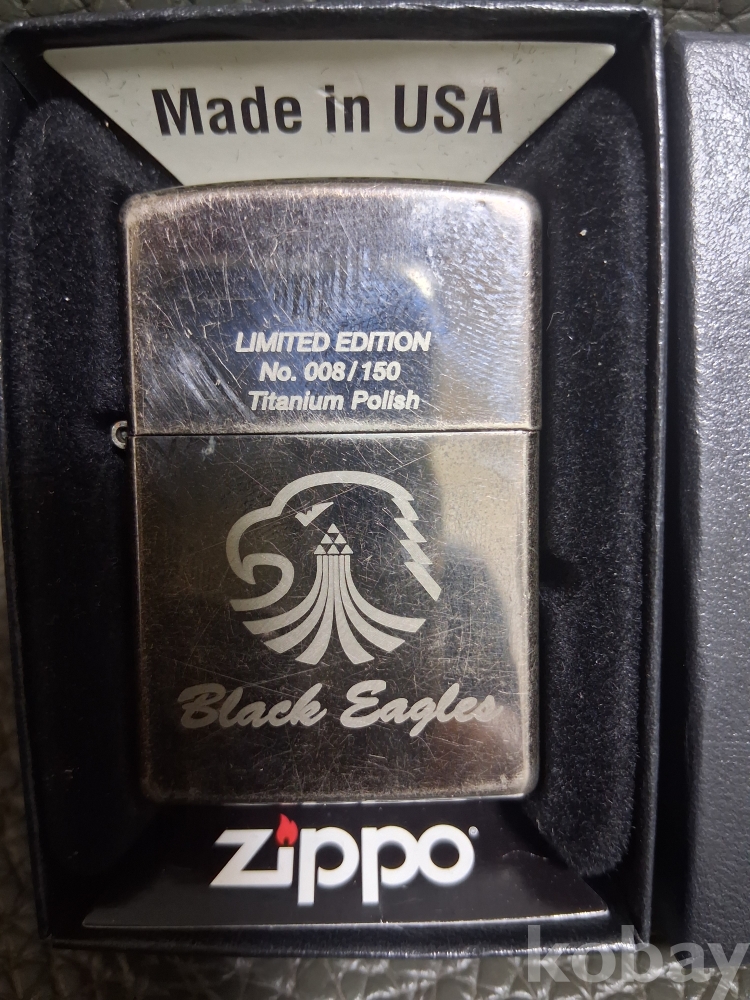 Made in USA
LIMITED EDITION
No. 008/150
Titanium Polish
Black Eagles
zippo
kobay